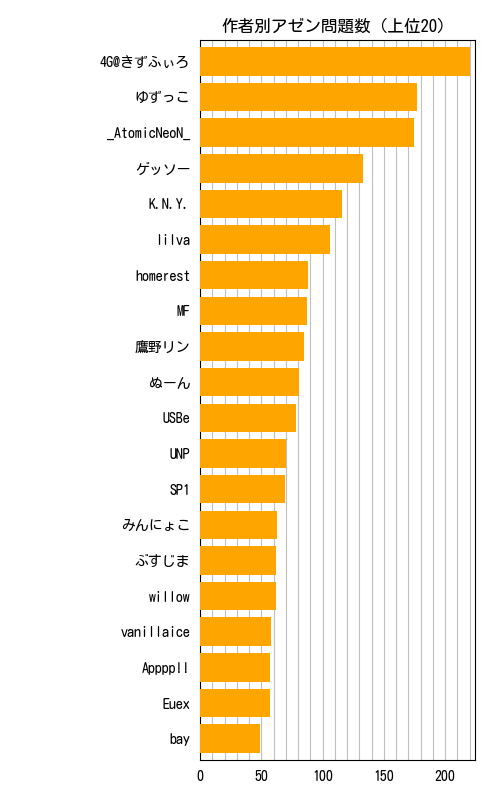 作者別アゼン問題数（上位20）
4G@きずふぃろ
ゆずっこ
_AtomicNeoN_
ゲッソー
K.N.Y.
lilva
homerest
MF
鷹野リン
ぬーん
USBe
UNP
SP1
みんにょこ
ぶすじま
willow
vanillaice
Appppll
Euex
bay
0 50 100 150 200